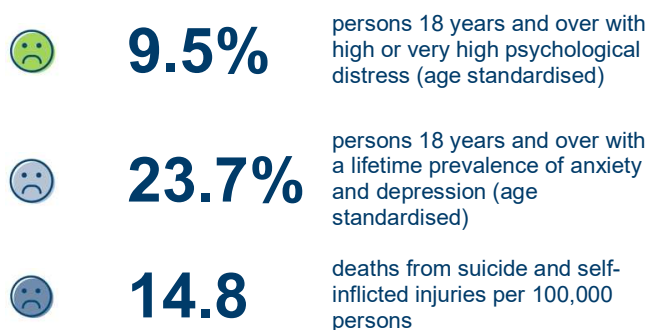 9.5%
persons 18 years and over with
high or very high psychological
distress (age standardised)
23.7%
persons 18 years and over with
a lifetime prevalence of anxiety
and depression (age
standardised)
14.8
deaths from suicide and self-
inflicted injuries per 100,000
persons